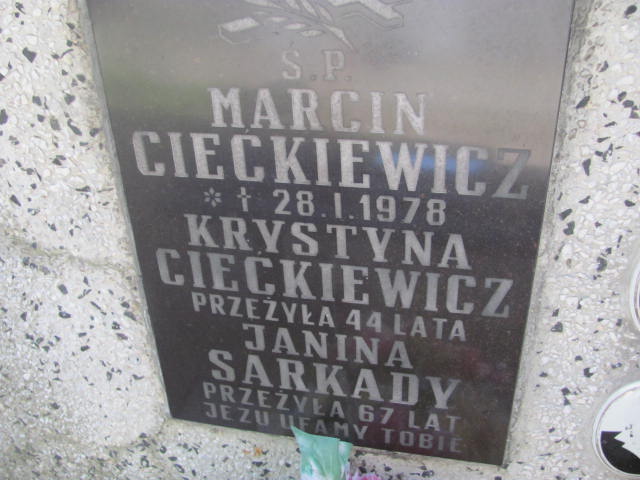 Ś.P.
MARCIN
CIEĆKIEWICZ
* † 28.I.1978
KRYSTYNA
CIEĆKIEWICZ
PRZEŻYŁA 44 LATA
JANINA
SARKADY
PRZEŻYŁA 67 LAT
JEZU UFAMY TOBIE